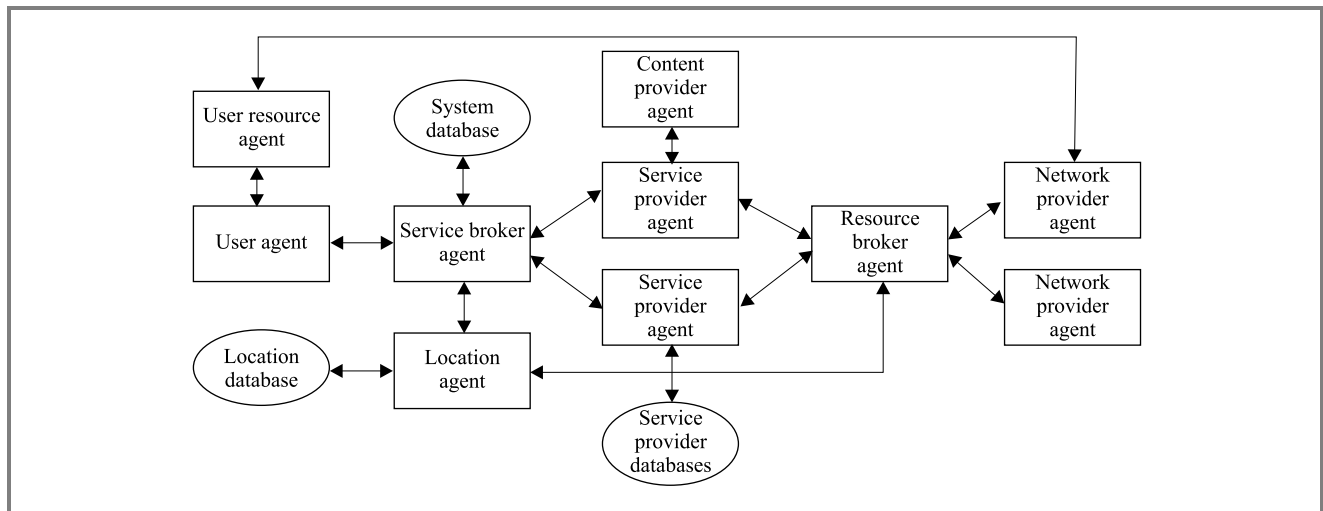 Content
provider
agent
User resource
agent
System
database
Service
provider
agent
Network
provider
agent
User agent
Service broker
agent
Resource
broker
agent
Service
provider
agent
Network
provider
agent
Location
database
Location
agent
Service
provider
databases